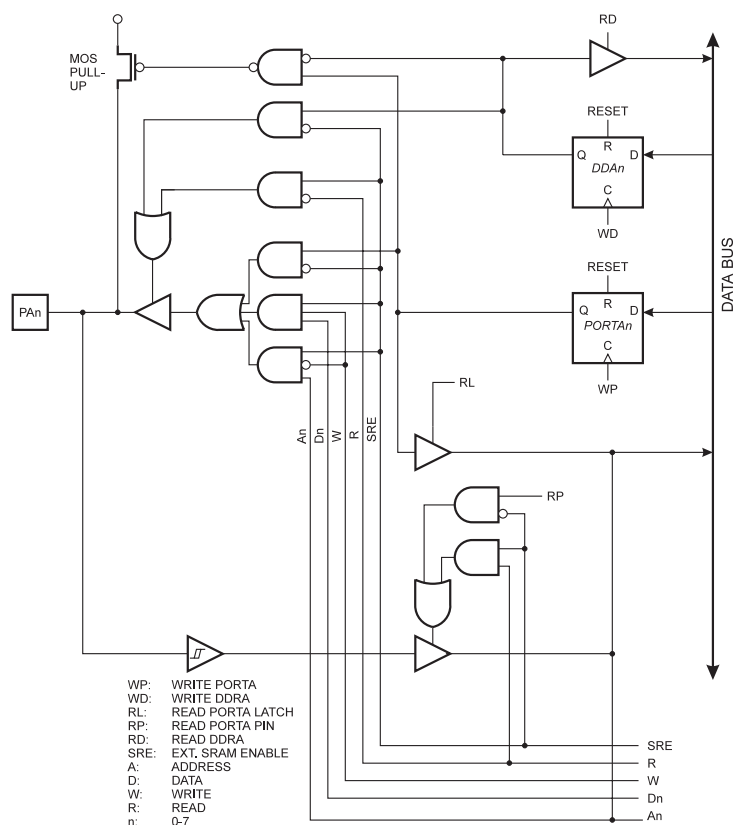 RD
MOS
PULL-
UP
RESET
R
Q
D
DDAn
C
WD
DATA BUS
RESET
R
Q
D
PORTAn
C
WP
PAn
An
Dn
W
R
SRE
RL
RP
WP: WRITE PORTA
WD: WRITE DDRA
RL: READ PORTA LATCH
RP: READ PORTA PIN
RD: READ DDRA
SRE: EXT. SRAM ENABLE
A: ADDRESS
D: DATA
W: WRITE
R: READ
n: 0-7
SRE
R
W
Dn
An